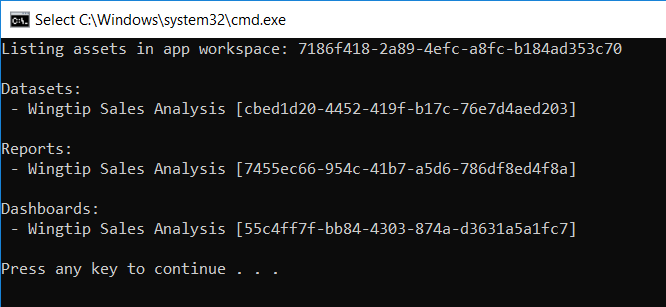 Select C:\Windows\system32\cmd.exe
Listing assets in app workspace: 7186f418-2a89-4efc-a8fc-b184ad353c70
Datasets:
- Wingtip Sales Analysis [cbed1d20-4452-419f-b17c-76e7d4aed203]
Reports:
- Wingtip Sales Analysis [7455ec66-954c-41b7-a5d6-786df8ed4f8a]
Dashboards:
- Wingtip Sales Analysis [55c4ff7f-bb84-4303-874a-d3631a5a1fc7]
Press any key to continue . . .